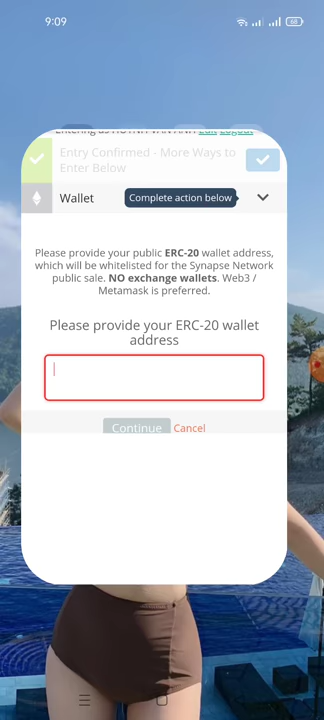 9:09
68
Entering as
Edit Logout
Entry Confirmed - More Ways to
Enter Below
Wallet
Complete action below
Please provide your public ERC-20 wallet address,
which will be whitelisted for the Synapse Network
public sale. NO exchange wallets. Web3 /
Metamask is preferred.
Please provide your ERC-20 wallet
address
Continue
Cancel